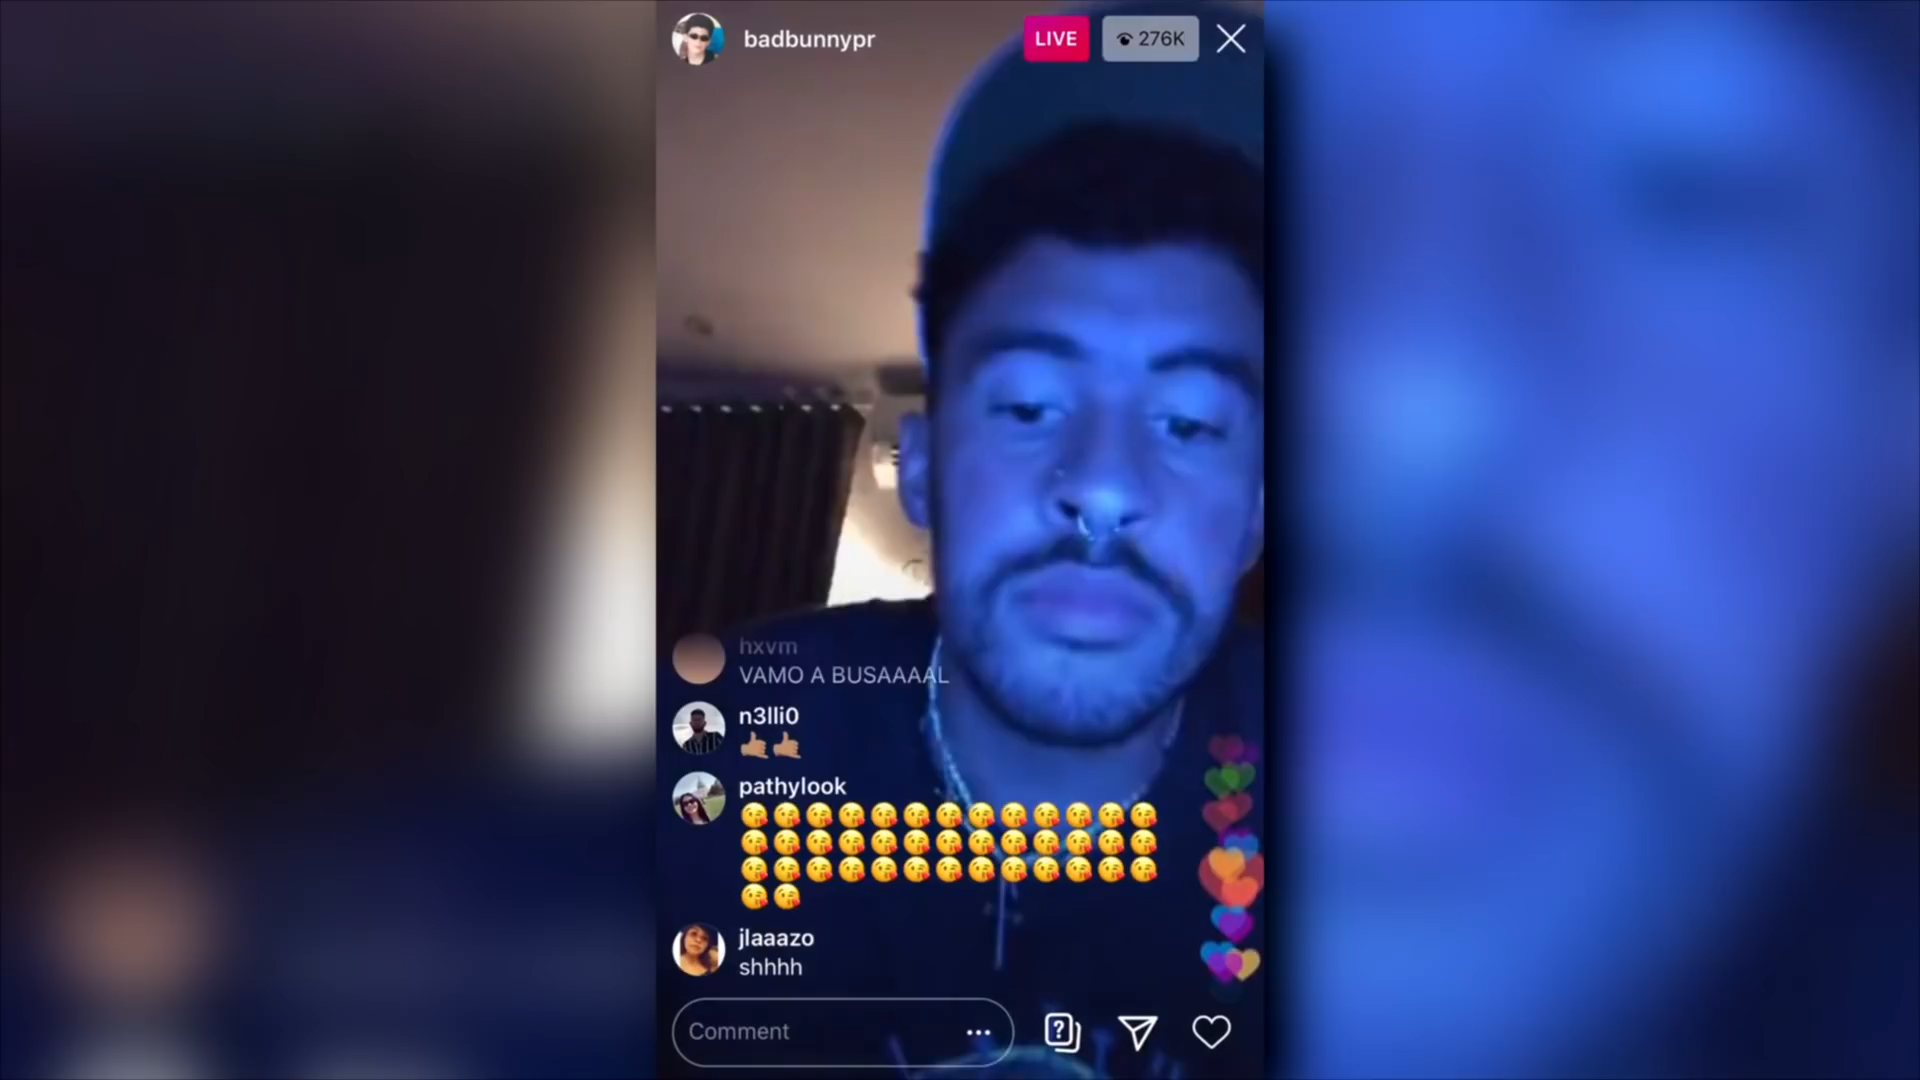 badbunnypr
LIVE
276K
hxvm
VAMO A BUSAAAAL
n3lli0
🤙🏽🤙🏽
pathylook
😘😘😘😘😘😘😘😘😘😘😘😘😘
😘😘😘😘😘😘😘😘😘😘😘😘😘
😘😘😘😘😘😘😘😘😘😘😘😘😘
😘😘
jlaaazo
shhhh
Comment